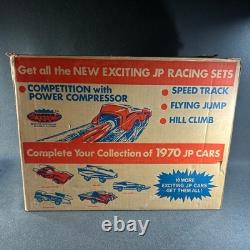 Get all the NEW EXCITING JP RACING SETS
• COMPETITION with
POWER COMPRESSOR
• SPEED TRACK
• FLYING JUMP
• HILL CLIMB
Complete Your Collection of 1970 JP CARS
10 MORE
EXCITING JP CARS
GET THEM ALL!